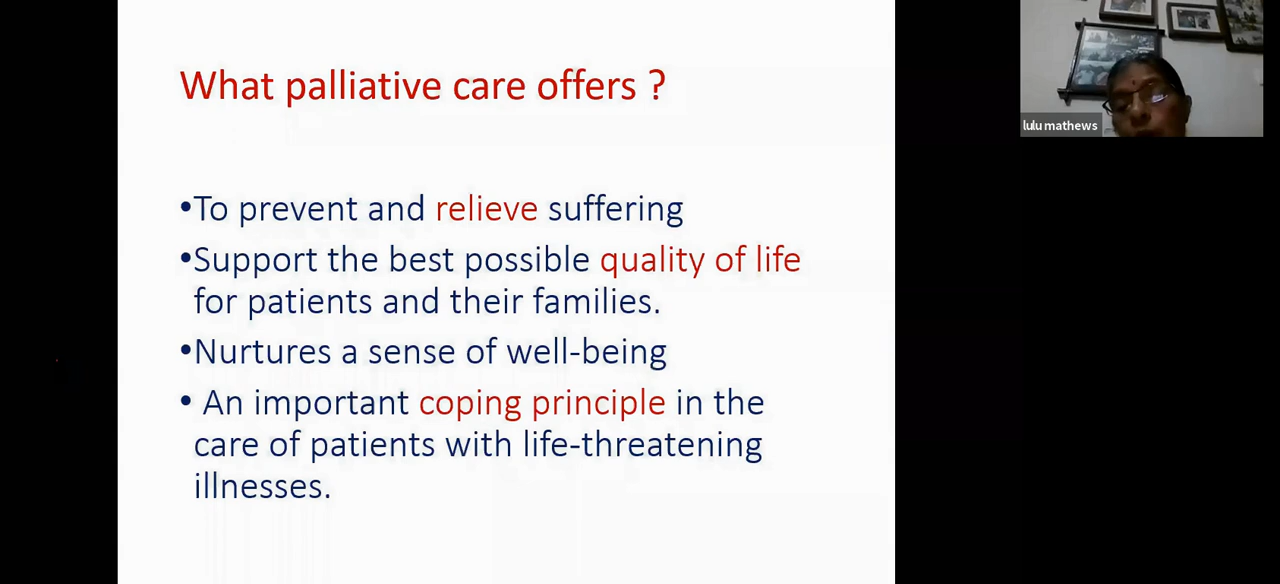 What palliative care offers ?
•To prevent and relieve suffering
•Support the best possible quality of life
for patients and their families.
•Nurtures a sense of well-being
• An important coping principle in the
care of patients with life-threatening
illnesses.
lulu mathews